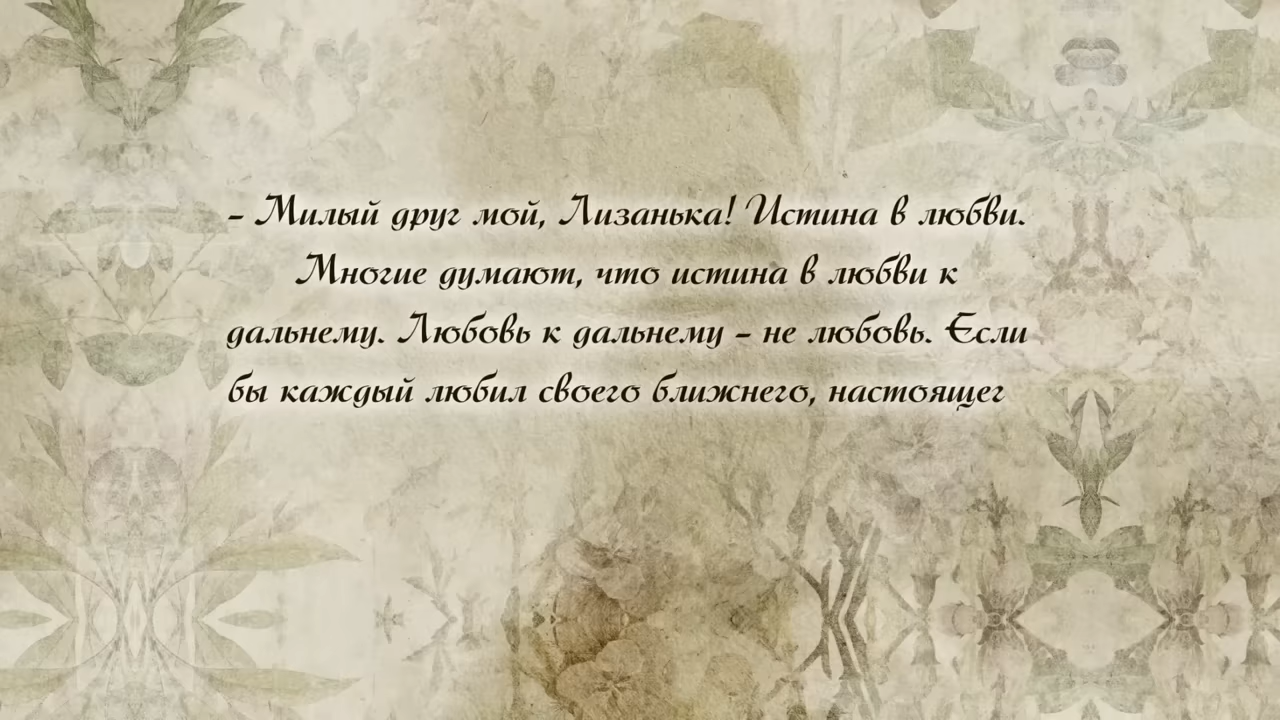 - Милый друг мой, Лизанька! Истина в любви.
Многие думают, что истина в любви к
дальнему. Любовь к дальнему - не любовь. Если
бы каждый любил своего ближнего, настоящег